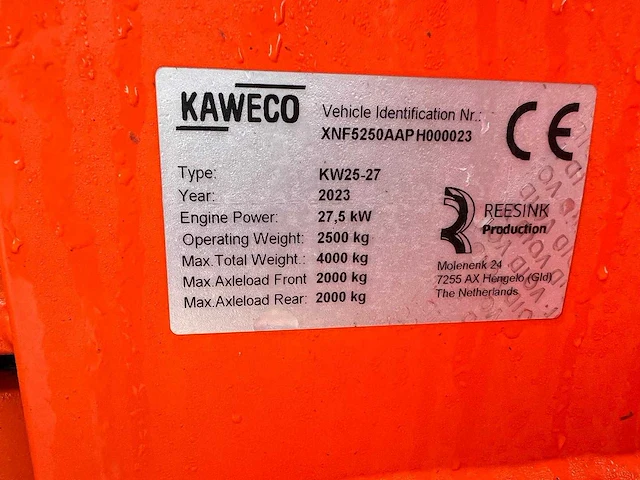 KAWECO
Vehicle Identification Nr.:
XNF5250AAPH000023
CE
Type: KW25-27
Year: 2023
Engine Power: 27,5 kW
Operating Weight: 2500 kg
Max.Total Weight.: 4000 kg
Max.Axleload Front 2000 kg
Max.Axleload Rear: 2000 kg
REESINK
Production
Molenenk 24
7255 AX Hengelo (Gld)
The Netherlands
VOID